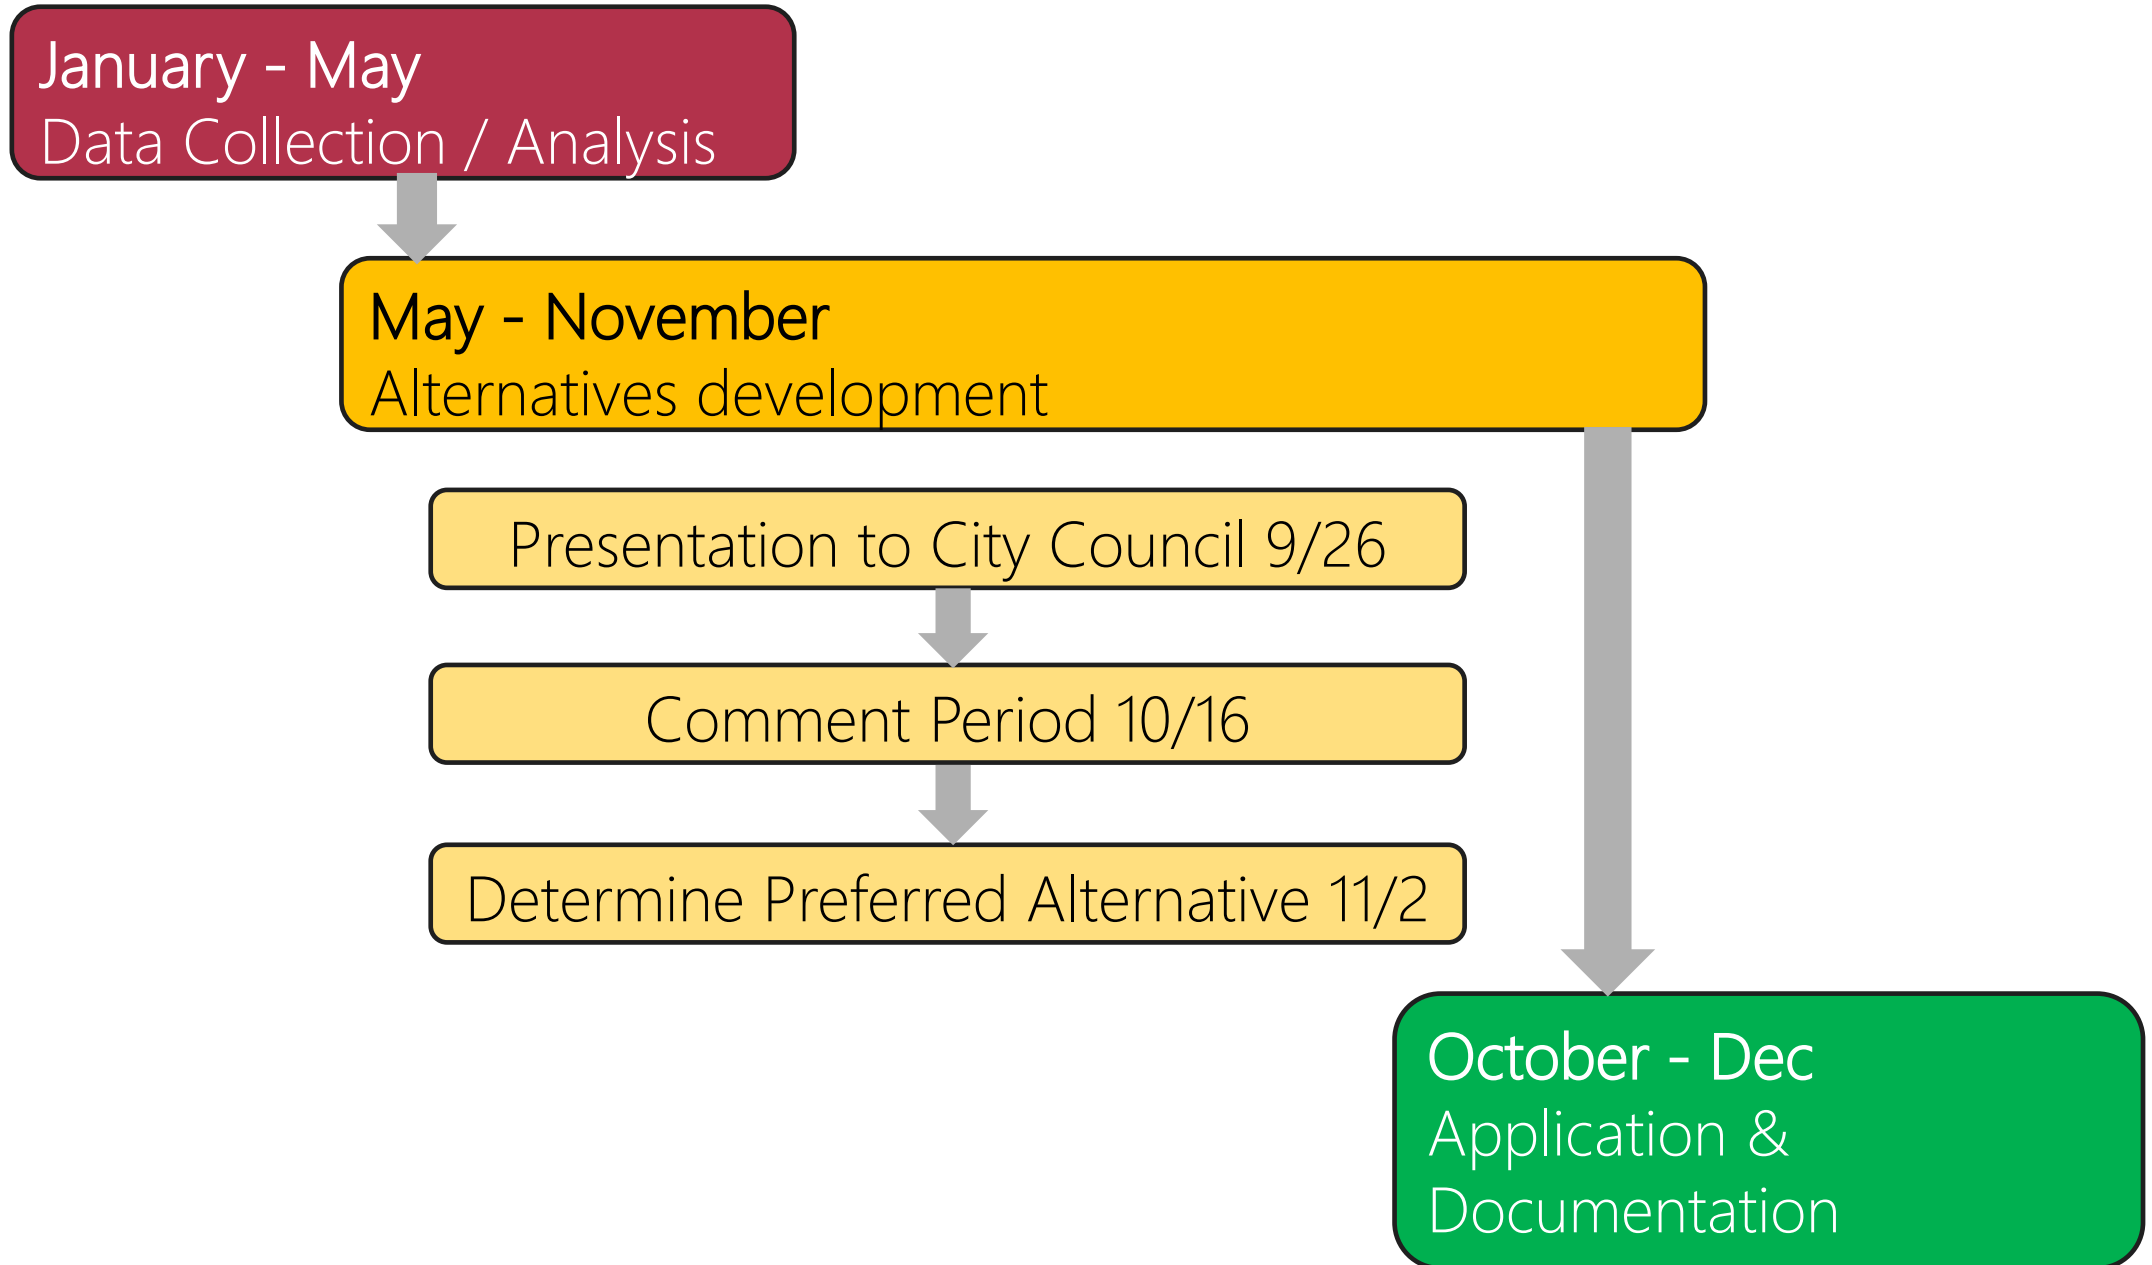 January - May
Data Collection / Analysis
May - November
Alternatives development
Presentation to City Council 9/26
Comment Period 10/16
Determine Preferred Alternative 11/2
October - Dec
Application &
Documentation